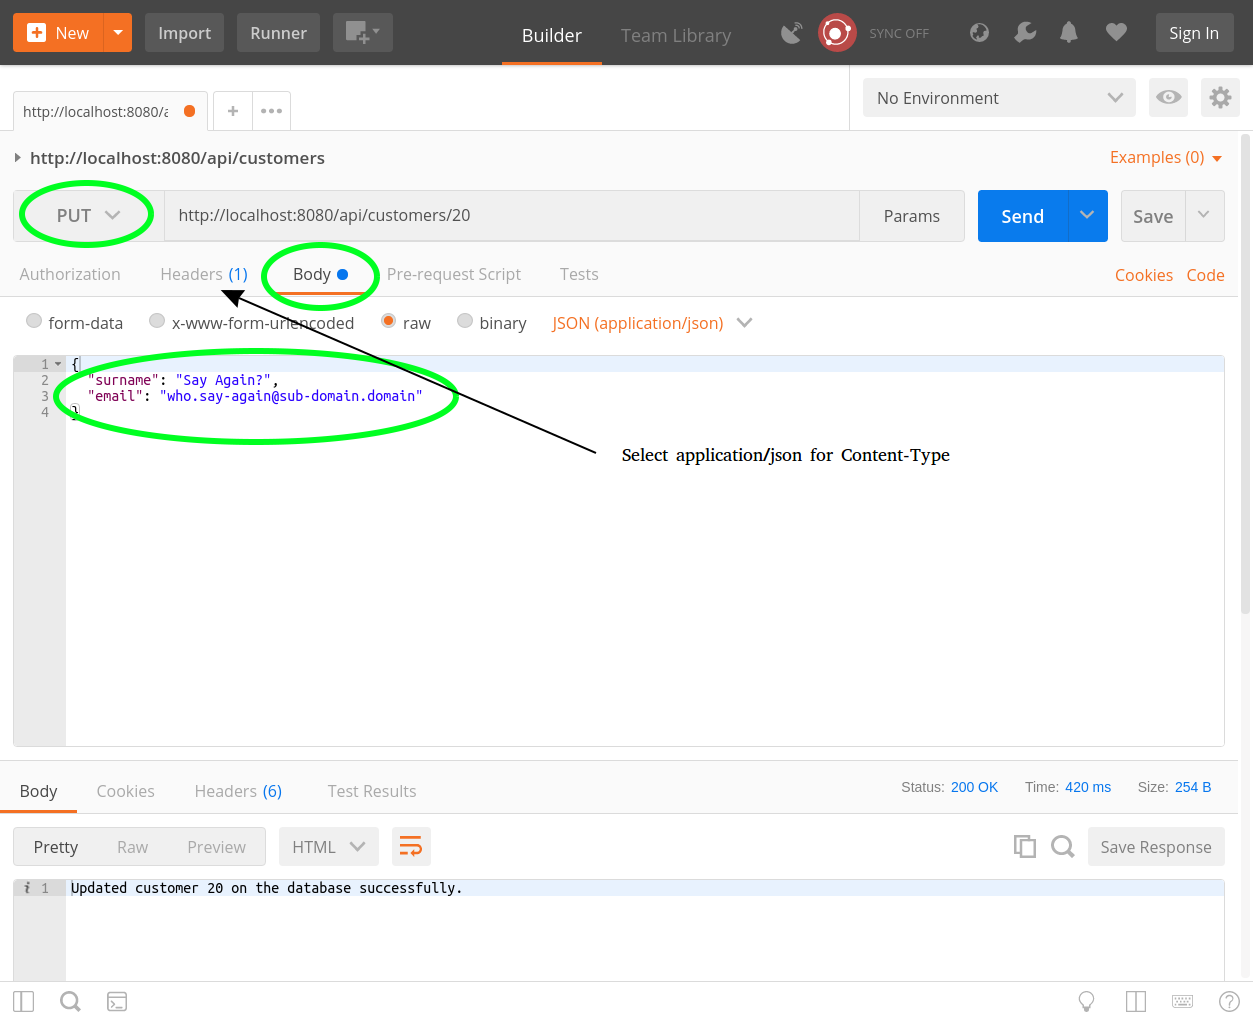 New Import Runner Builder Team Library SYNC OFF Sign In
http://localhost:8080/a + ••• No Environment
http://localhost:8080/api/customers Examples (0)
PUT http://localhost:8080/api/customers/20 Params Send Save
Authorization Headers (1) Body Pre-request Script Tests Cookies Code
form-data x-www-form-urlencoded raw binary JSON (application/json)
1 {
2 "surname": "Say Again?",
3 "email": "who.say-again@sub-domain.domain"
4 }
Select application/json for Content-Type
Body Cookies Headers (6) Test Results Status: 200 OK Time: 420 ms Size: 254 B
Pretty Raw Preview HTML Save Response
i 1 Updated customer 20 on the database successfully.